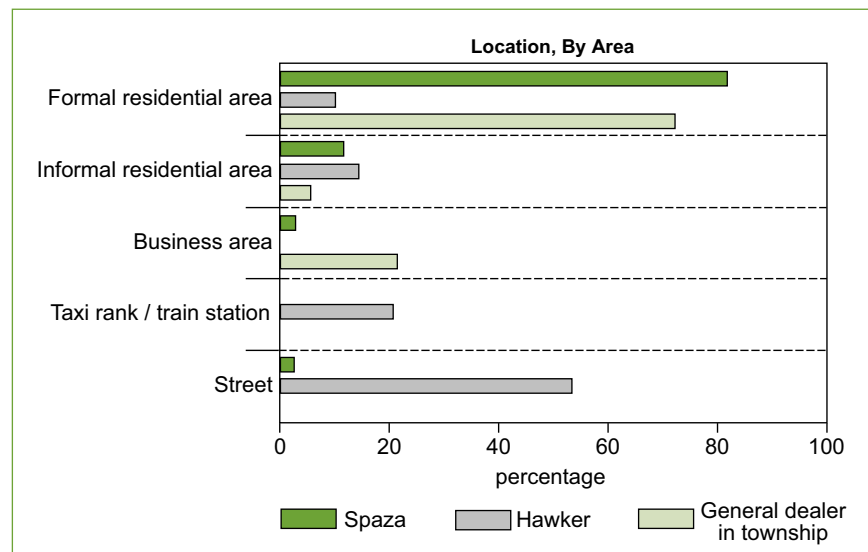 Location, By Area
Formal residential area
Informal residential area
Business area
Taxi rank / train station
Street
0 20 40 60 80 100
percentage
Spaza
Hawker
General dealer
in township